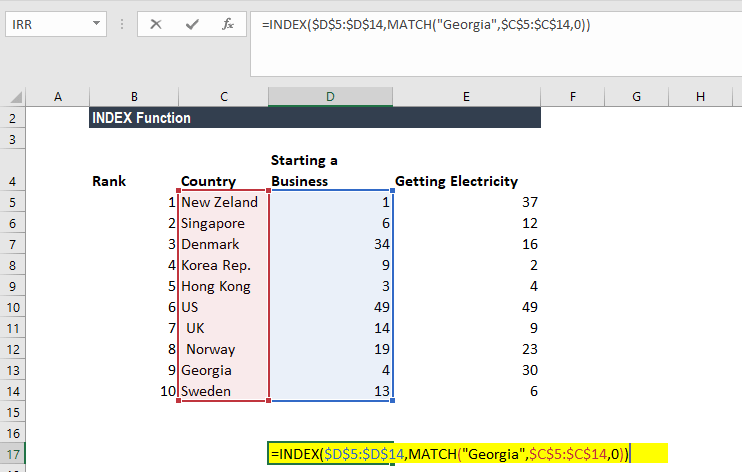 IRR fx =INDEX($D$5:$D$14,MATCH("Georgia",$C$5:$C$14,0))
A B C D E F G H
2 INDEX Function
3
Starting a
4 Rank Country Business Getting Electricity
5 1 New Zeland 1 37
6 2 Singapore 6 12
7 3 Denmark 34 16
8 4 Korea Rep. 9 2
9 5 Hong Kong 3 4
10 6 US 49 49
11 7 UK 14 9
12 8 Norway 19 23
13 9 Georgia 4 30
14 10 Sweden 13 6
15
16
17 =INDEX($D$5:$D$14,MATCH("Georgia",$C$5:$C$14,0))